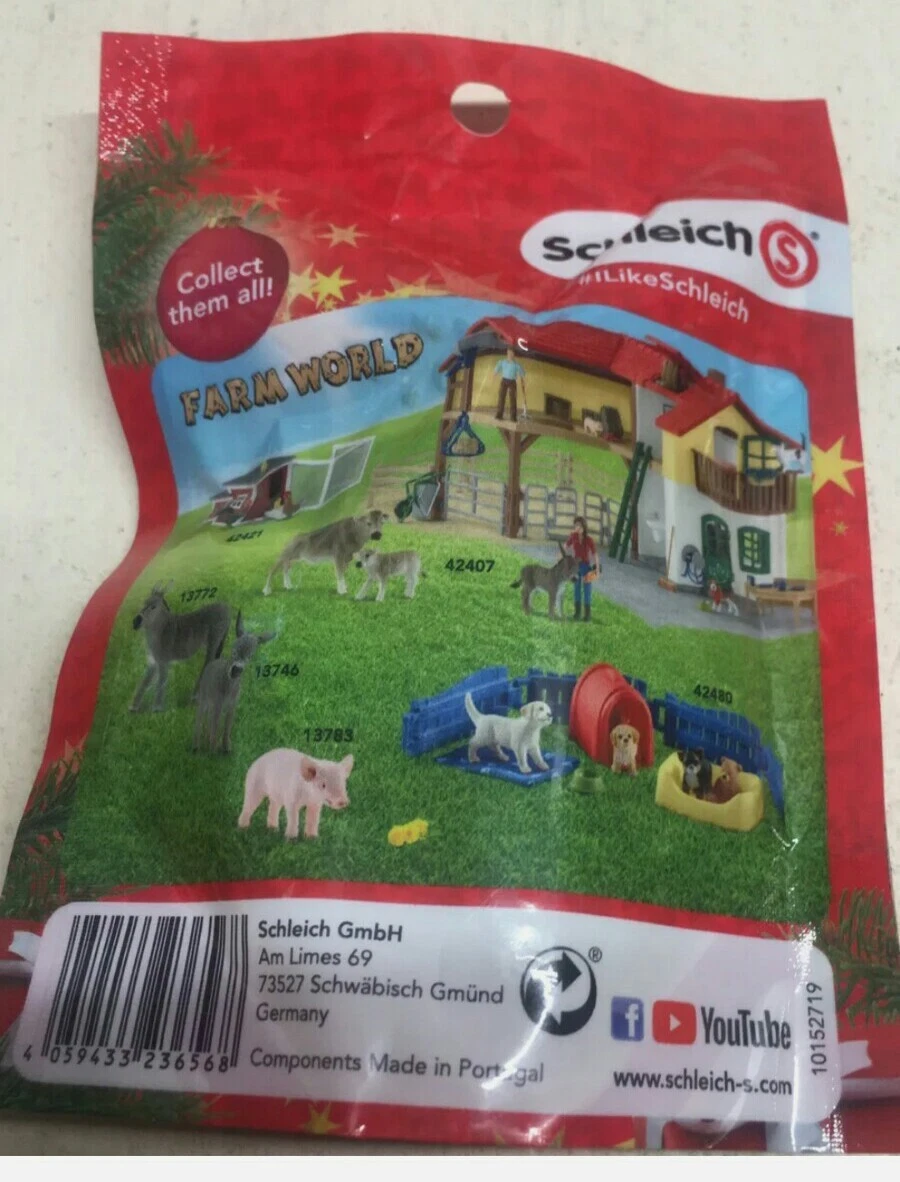 Schleich S®
#ILikeSchleich
Collect
them all!
FARM WORLD
42421
42407
13772
13746
42480
13783
Schleich GmbH
Am Limes 69
73527 Schwäbisch Gmünd
Germany
Components Made in Portugal
4 059433 236568
®
f YouTube
www.schleich-s.com
10152719